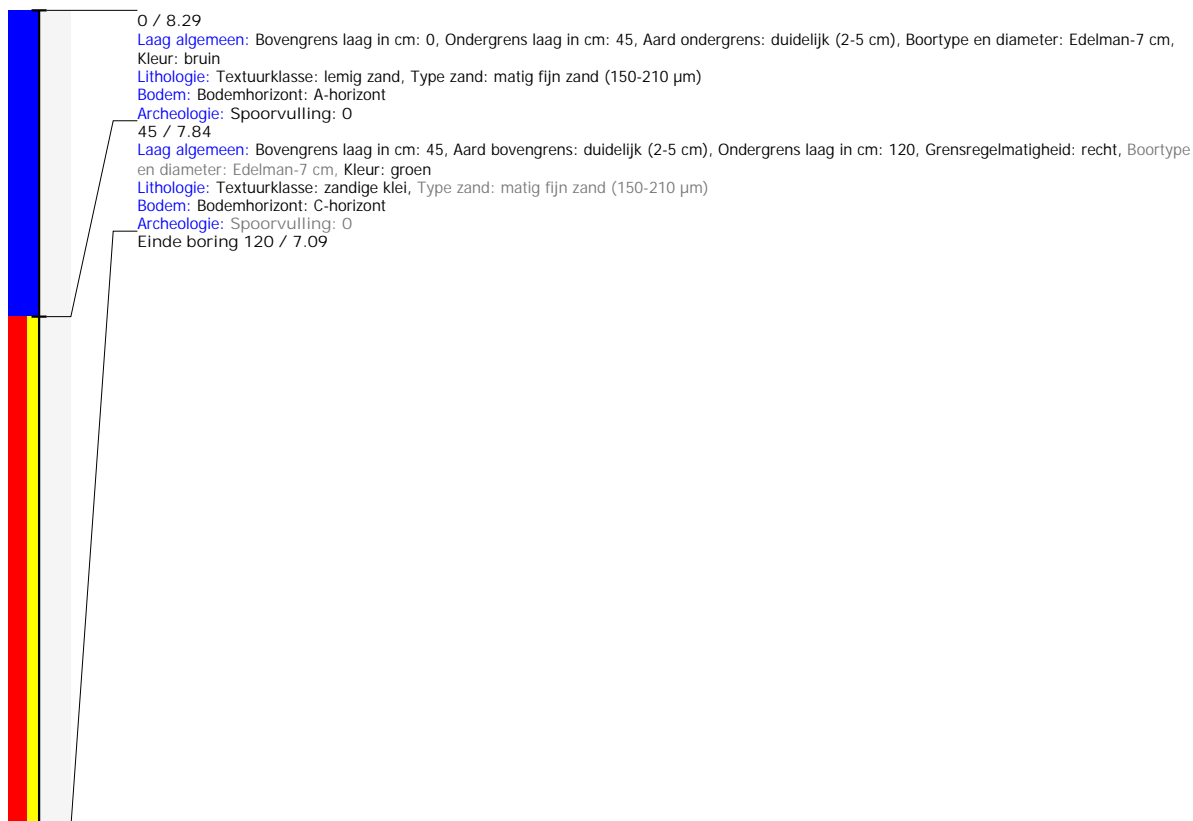 0 / 8.29
Laag algemeen: Bovengrens laag in cm: 0, Ondergrens laag in cm: 45, Aard ondergrens: duidelijk (2-5 cm), Boortype en diameter: Edelman-7 cm,
Kleur: bruin
Lithologie: Textuurklasse: lemig zand, Type zand: matig fijn zand (150-210 µm)
Bodem: Bodemhorizont: A-horizont
Archeologie: Spoorvulling: 0
45 / 7.84
Laag algemeen: Bovengrens laag in cm: 45, Aard bovengrens: duidelijk (2-5 cm), Ondergrens laag in cm: 120, Grensregelmatigheid: recht, Boortype
en diameter: Edelman-7 cm, Kleur: groen
Lithologie: Textuurklasse: zandige klei, Type zand: matig fijn zand (150-210 µm)
Bodem: Bodemhorizont: C-horizont
Archeologie: Spoorvulling: 0
Einde boring 120 / 7.09